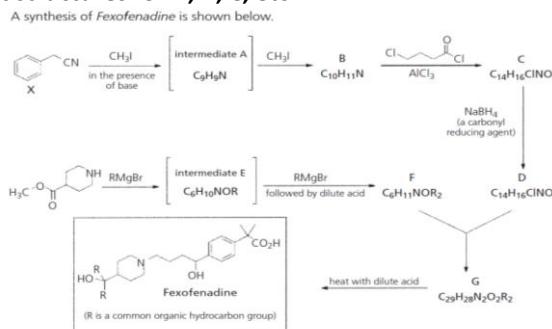 A synthesis of Fexofenadine is shown below.
CN
X
CH₃I
in the presence
of base
intermediate A
C₉H₉N
CH₃I
B
C₁₀H₁₁N
Cl
O
Cl
AlCl₃
C
C₁₄H₁₆ClNO
NaBH₄
(a carbonyl
reducing agent)
NH
H₃C
O
O
RMgBr
intermediate E
C₆H₁₀NOR
RMgBr
followed by dilute acid
F
C₆H₁₁NOR₂
D
C₁₄H₁₆ClNO
N
CO₂H
R
HO
R
OH
Fexofenadine
(R is a common organic hydrocarbon group)
heat with dilute acid
G
C₂₉H₂₈N₂O₂R₂